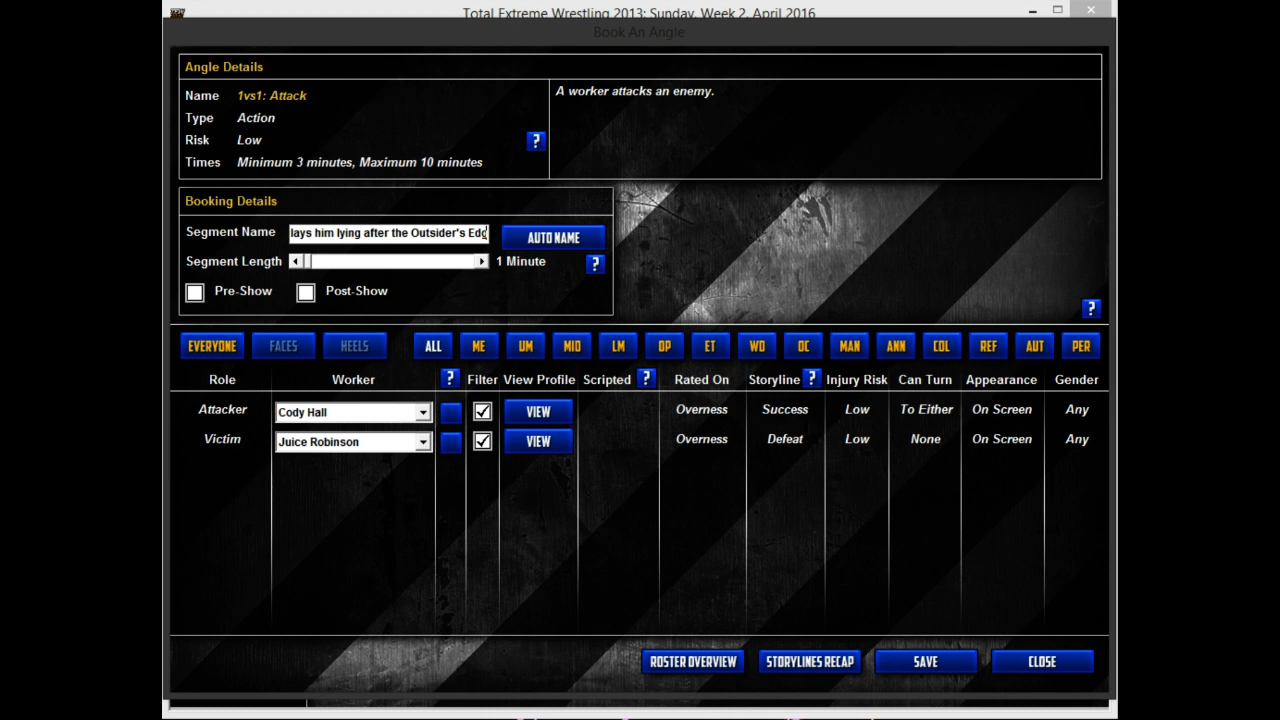 Total Extreme Wrestling 2013: Sunday, Week 2, April 2016
Book An Angle
Angle Details
Name 1vs1: Attack
Type Action
Risk Low
?
Times Minimum 3 minutes, Maximum 10 minutes
A worker attacks an enemy.
Booking Details
Segment Name lays him lying after the Outsider's Edg AUTO NAME
Segment Length 1 Minute ?
Pre-Show Post-Show
?
EVERYONE FACES HEELS ALL ME UM MID LM OP ET WO OC MAN ANN COL REF AUT PER
Role Worker ? Filter View Profile Scripted ? Rated On Storyline ? Injury Risk Can Turn Appearance Gender
Attacker Cody Hall VIEW Overness Success Low To Either On Screen Any
Victim Juice Robinson VIEW Overness Defeat Low None On Screen Any
ROSTER OVERVIEW STORYLINES RECAP SAVE CLOSE